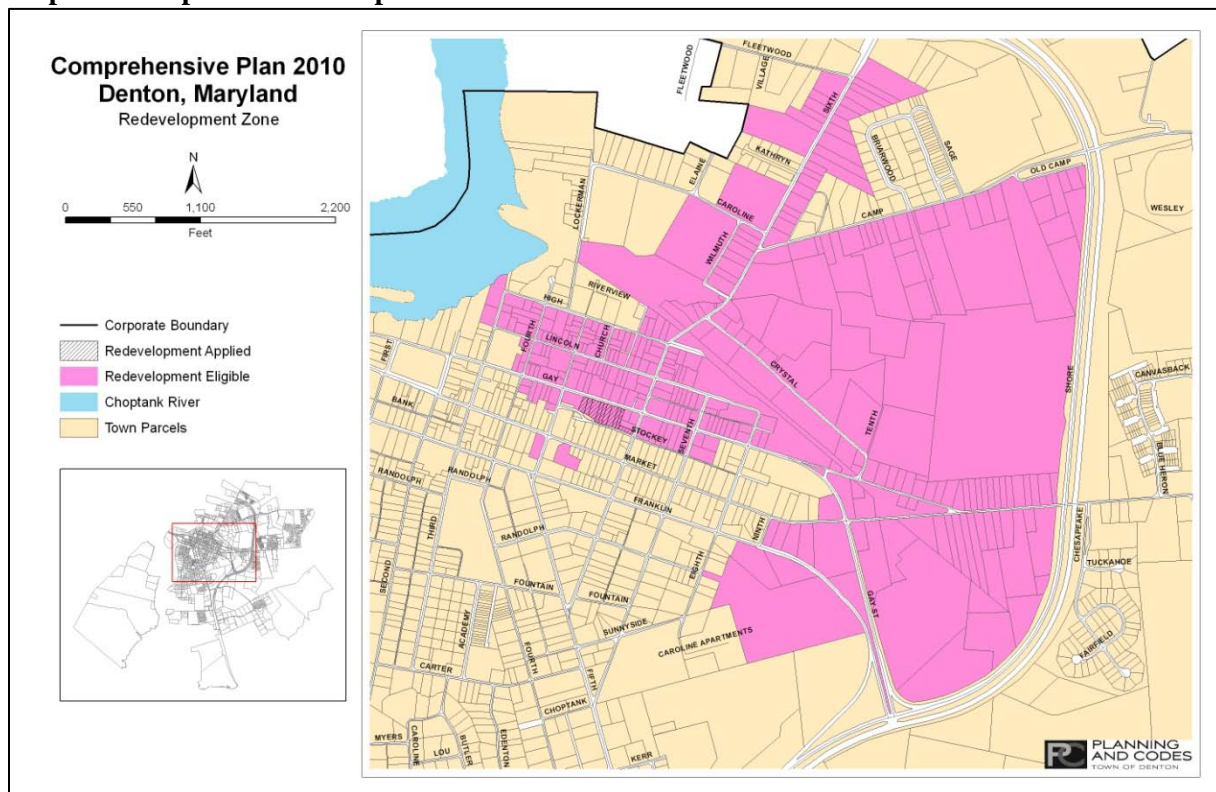 Comprehensive Plan 2010
Denton, Maryland
Redevelopment Zone
N
0 550 1,100 2,200
Feet
Corporate Boundary
Redevelopment Applied
Redevelopment Eligible
Choptank River
Town Parcels
FLEETWOOD
FLEETWOOD
VILLAGE
SIXTH
KATHRYN
ELAINE
BRIARWOOD
SAGE
OLD CAMP
WESLEY
LOCKERMAN
CAROLINE
CAMP
WILMUTH
RIVERVIEW
HIGH
FOURTH
LINCOLN
CHURCH
FIRST
GAY
CRYSTAL
SHORE
CANVASBACK
BANK
STOCKEY
SEVENTH
TENTH
MARKET
BLUE HERON
RANDOLPH
RANDOLPH
FRANKLIN
THIRD
RANDOLPH
NINTH
CHESAPEAKE
SECOND
EIGHTH
TUCKAHOE
FOUNTAIN
FOUNTAIN
GAY ST
SUNNYSIDE
ACADEMY
CAROLINE APARTMENTS
FAIRFIELD
FOURTH
CARTER
FIFTH
CHOPTANK
MYERS
CAROLINE
LOU
BUTLER
EDENTON
KERR
PC PLANNING
AND CODES
TOWN OF DENTON